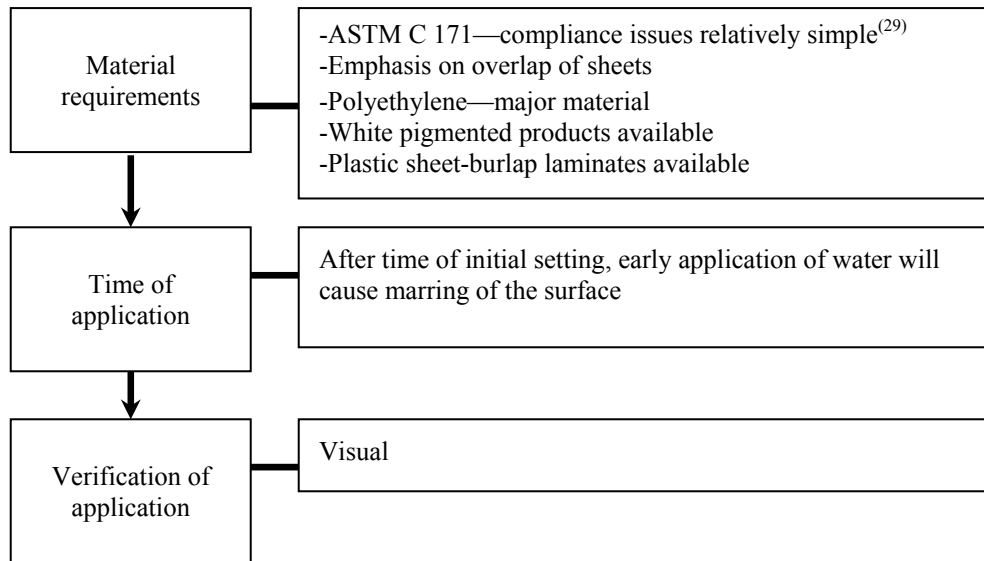 Material
requirements
-ASTM C 171—compliance issues relatively simple(29)
-Emphasis on overlap of sheets
-Polyethylene—major material
-White pigmented products available
-Plastic sheet-burlap laminates available
Time of
application
After time of initial setting, early application of water will
cause marring of the surface
Verification of
application
Visual